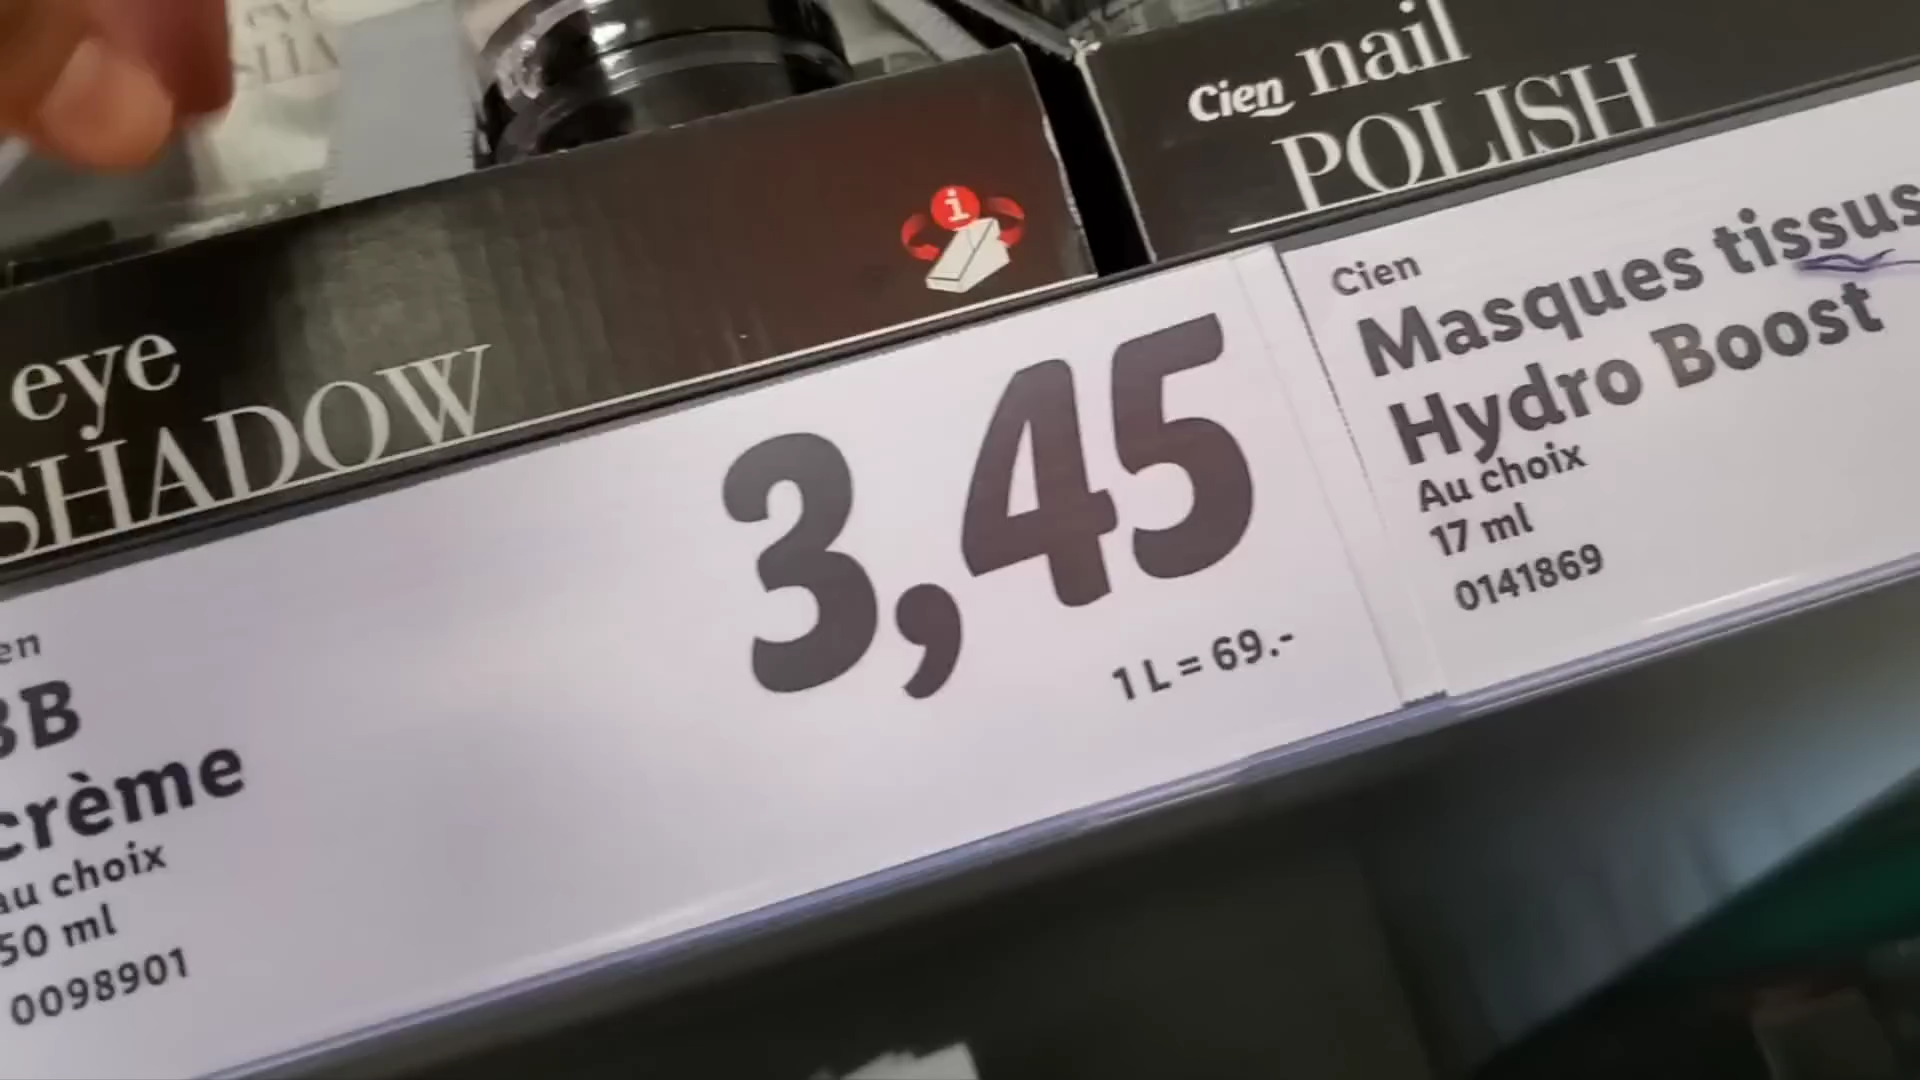 eye
SHADOW
Cien nail
POLISH
BB
crème
au choix
50 ml
0098901
3,45
1 L = 69.-
Cien
Masques tissus
Hydro Boost
Au choix
17 ml
0141869